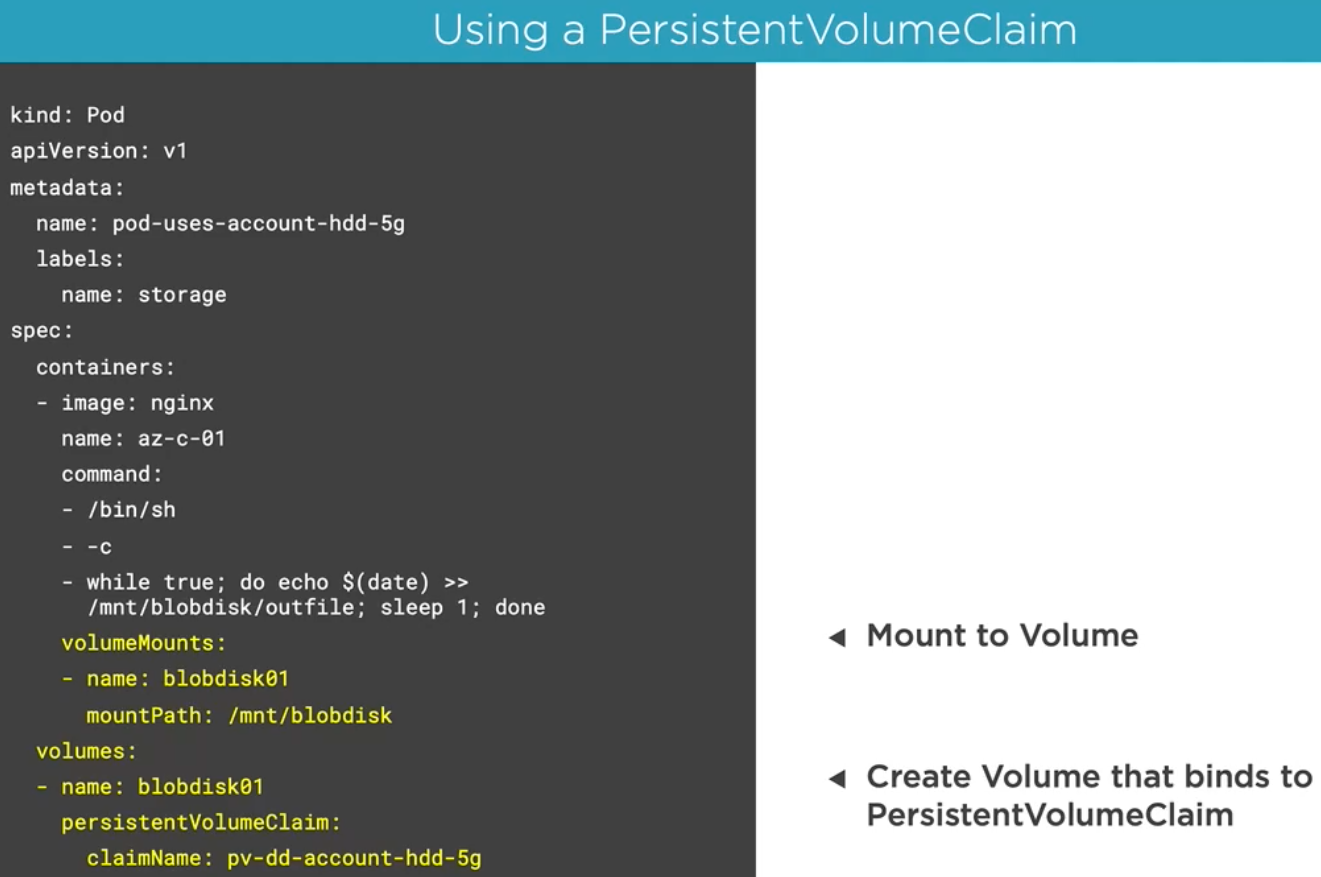 Using a PersistentVolumeClaim
kind: Pod
apiVersion: v1
metadata:
  name: pod-uses-account-hdd-5g
  labels:
    name: storage
spec:
  containers:
  - image: nginx
    name: az-c-01
    command:
    - /bin/sh
    - -c
    - while true; do echo $(date) >>
      /mnt/blobdisk/outfile; sleep 1; done
    volumeMounts:
    - name: blobdisk01
      mountPath: /mnt/blobdisk
  volumes:
  - name: blobdisk01
    persistentVolumeClaim:
      claimName: pv-dd-account-hdd-5g
◀ Mount to Volume
◀ Create Volume that binds to
PersistentVolumeClaim